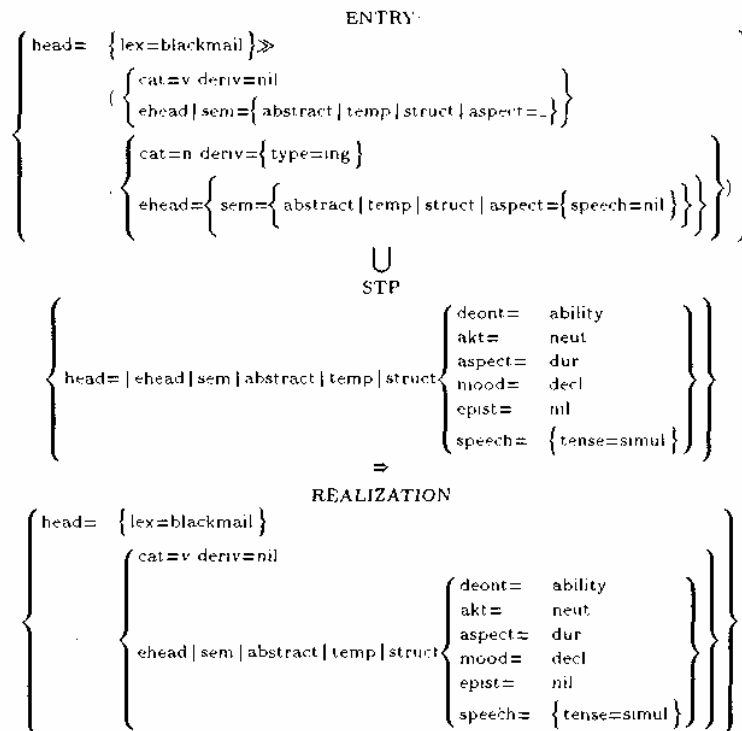 ENTRY
head= {lex=blackmail}≫
( {cat=v deriv=nil
ehead|sem={abstract|temp|struct|aspect=_}}
. {cat=n deriv={type=ing}
ehead={sem={abstract|temp|struct|aspect={speech=nil}}}})
∪
STP
deont= ability
akt= neut
aspect= dur
head=|ehead|sem|abstract|temp|struct mood= decl
epist= nil
speech= {tense=simul}
⇒
REALIZATION
head= {lex=blackmail}
cat=v deriv=nil
deont= ability
akt= neut
aspect= dur
ehead|sem|abstract|temp|struct mood= decl
epist= nil
speech= {tense=simul}